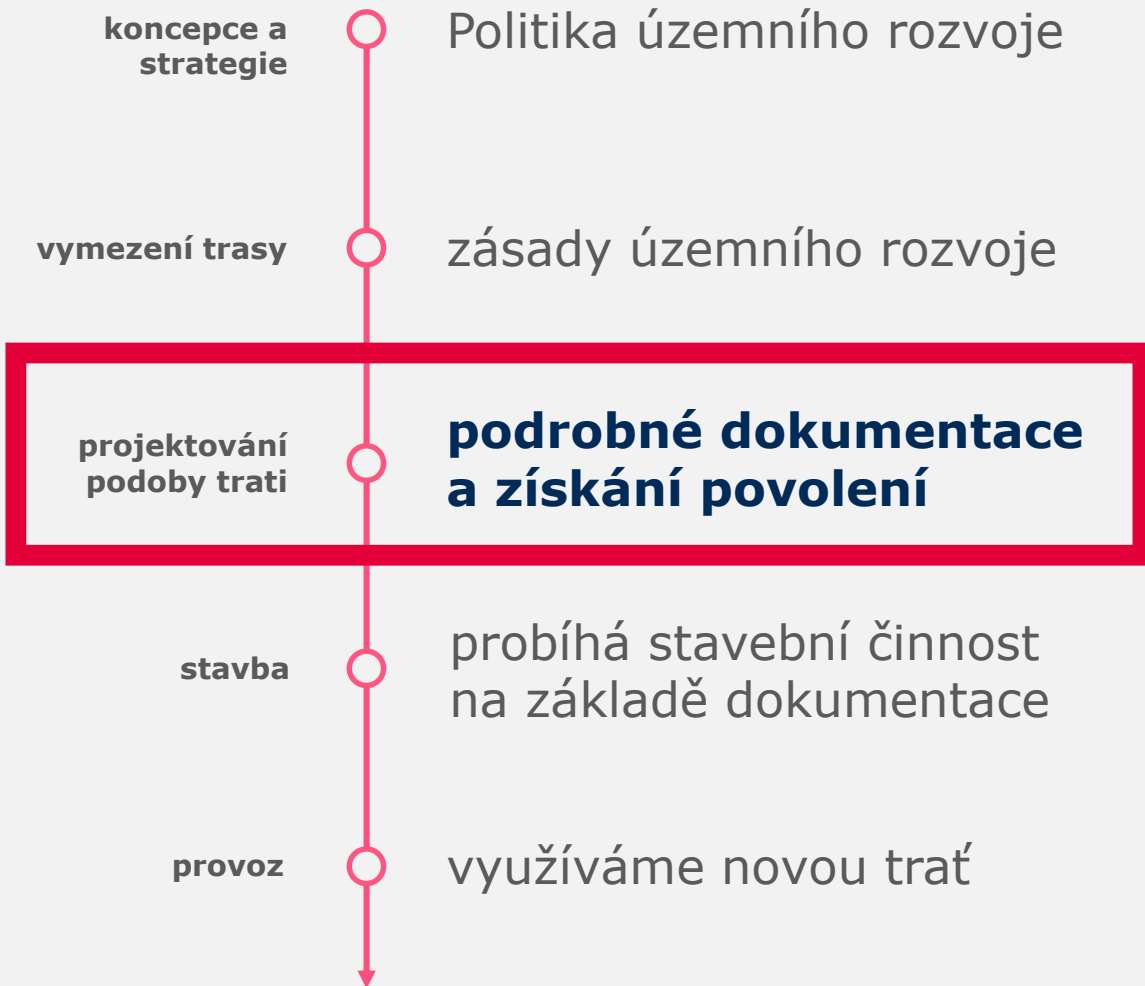 koncepce a
strategie
Politika územního rozvoje
vymezení trasy
zásady územního rozvoje
projektování
podoby trati
podrobné dokumentace
a získání povolení
stavba
probíhá stavební činnost
na základě dokumentace
provoz
využíváme novou trať